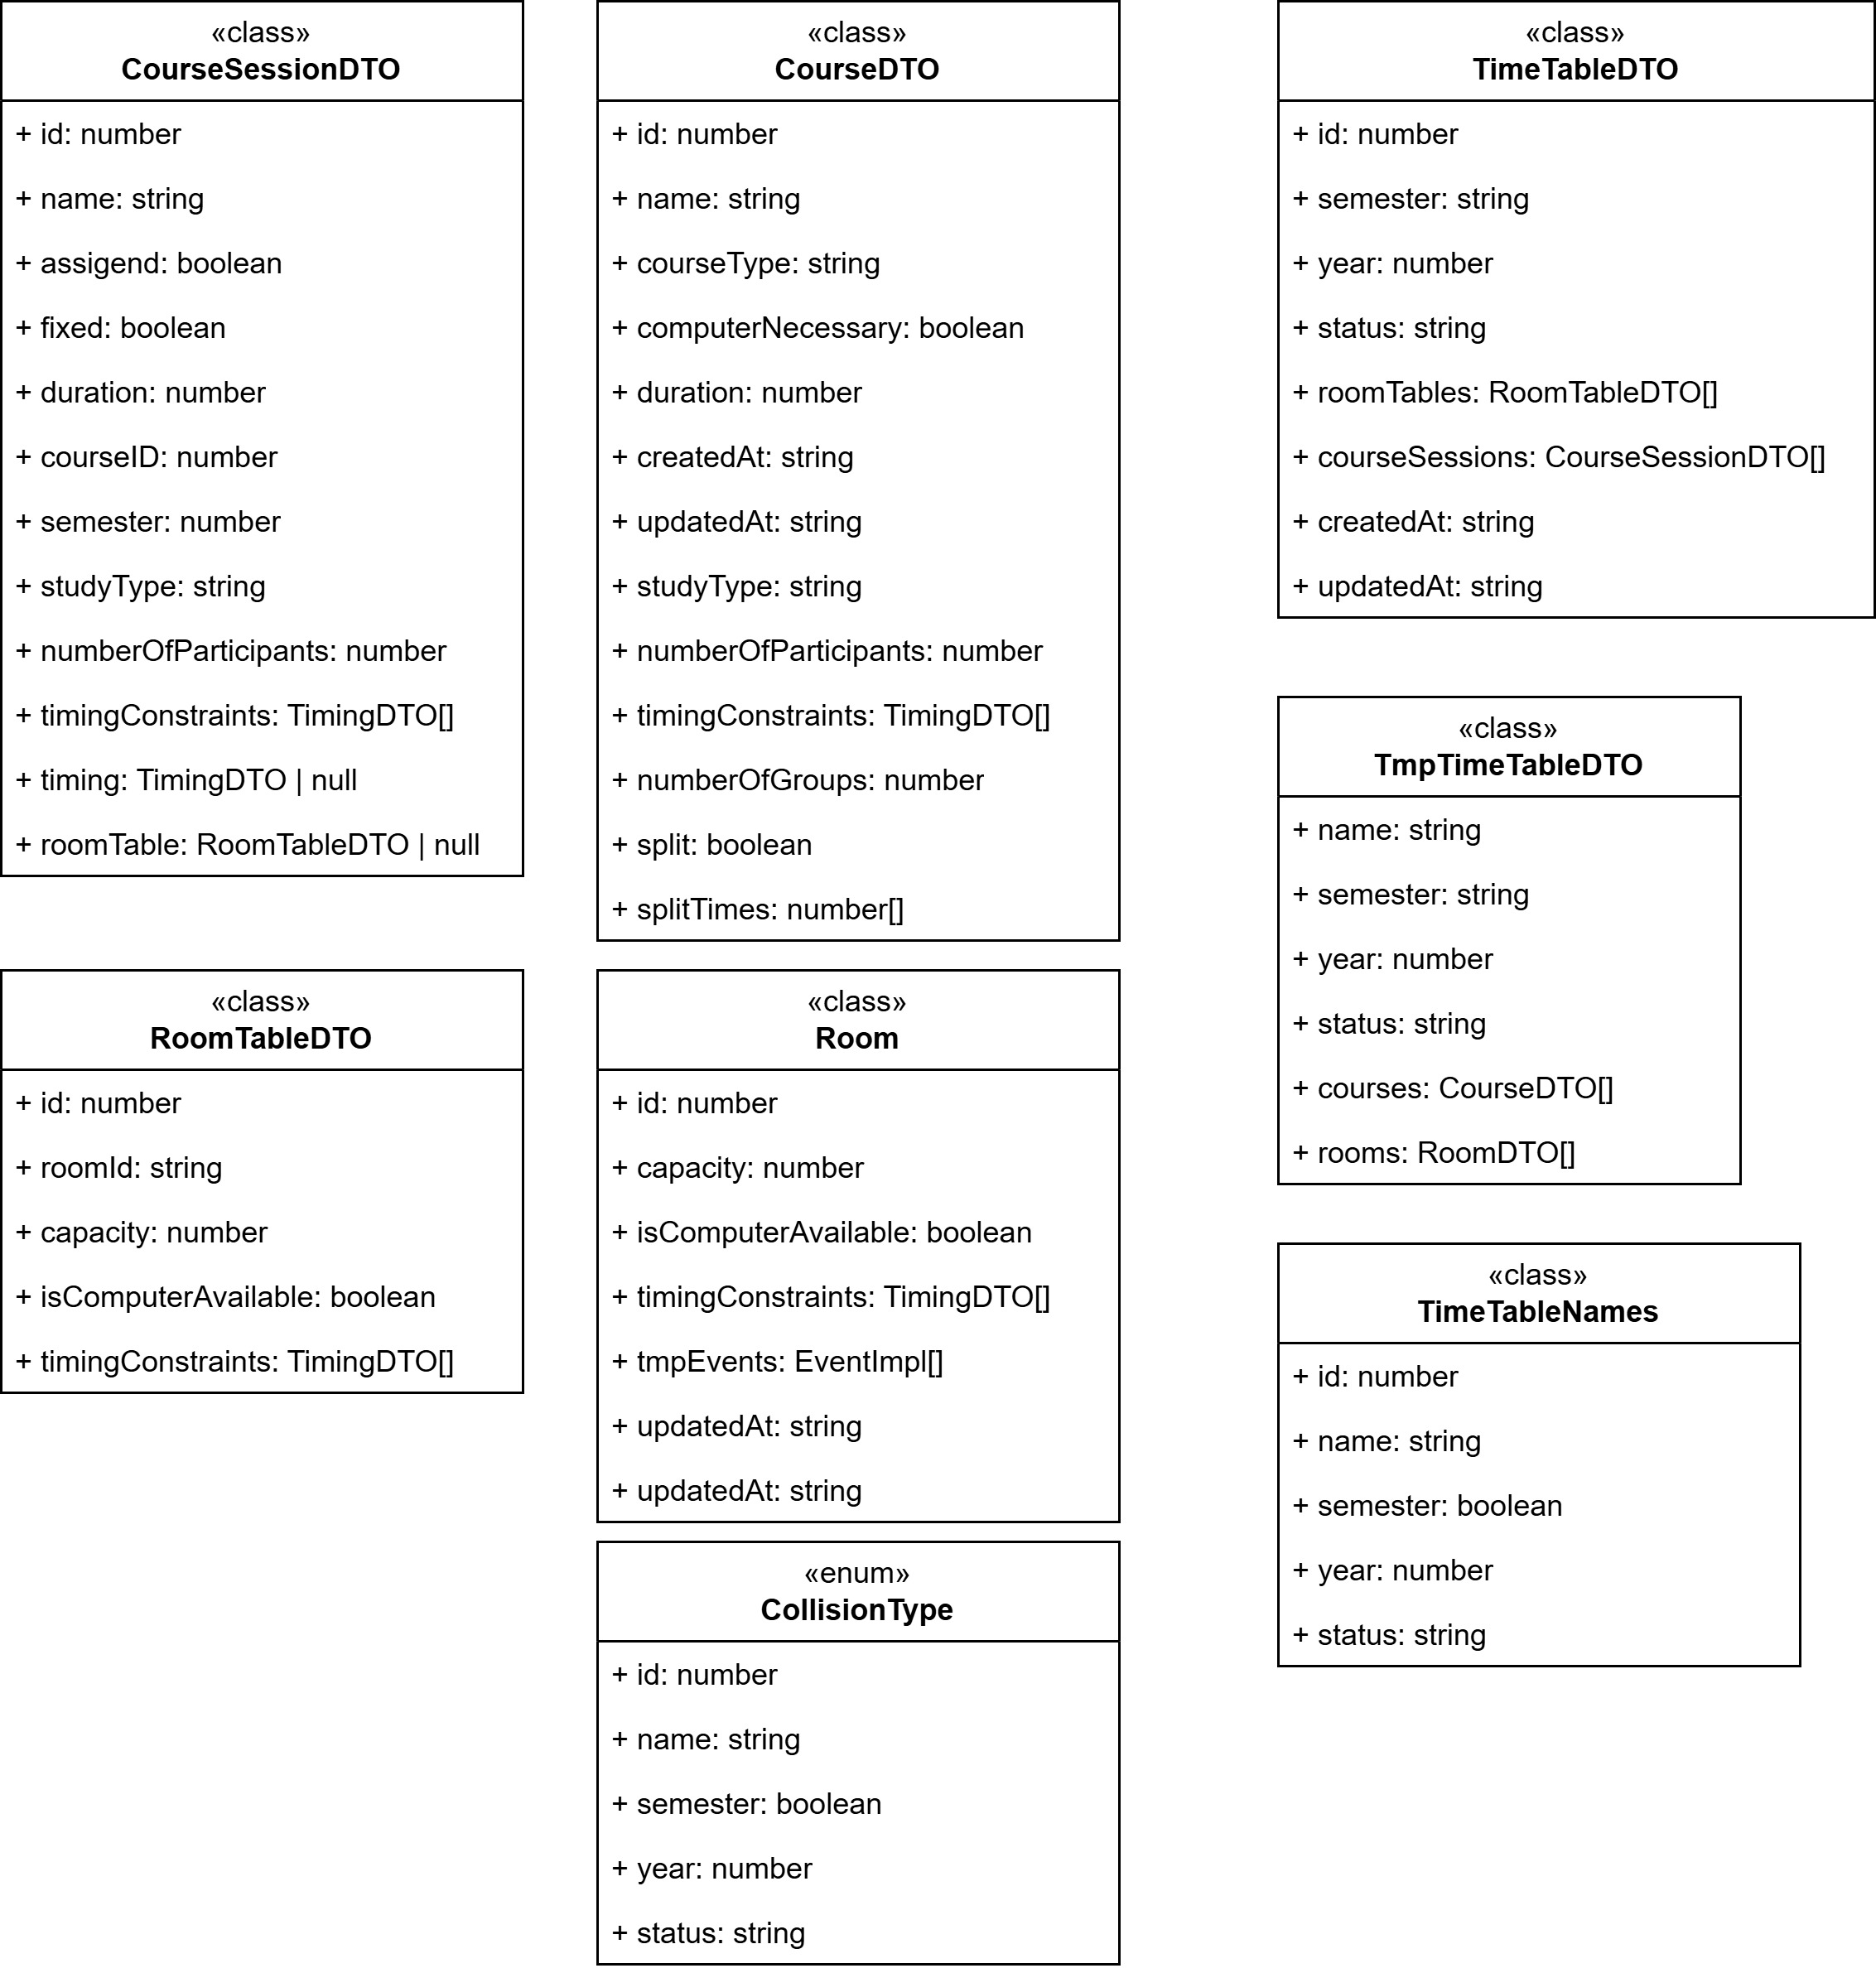 «class»
CourseSessionDTO
+ id: number
+ name: string
+ assigend: boolean
+ fixed: boolean
+ duration: number
+ courseID: number
+ semester: number
+ studyType: string
+ numberOfParticipants: number
+ timingConstraints: TimingDTO[]
+ timing: TimingDTO | null
+ roomTable: RoomTableDTO | null
«class»
CourseDTO
+ id: number
+ name: string
+ courseType: string
+ computerNecessary: boolean
+ duration: number
+ createdAt: string
+ updatedAt: string
+ studyType: string
+ numberOfParticipants: number
+ timingConstraints: TimingDTO[]
+ numberOfGroups: number
+ split: boolean
+ splitTimes: number[]
«class»
TimeTableDTO
+ id: number
+ semester: string
+ year: number
+ status: string
+ roomTables: RoomTableDTO[]
+ courseSessions: CourseSessionDTO[]
+ createdAt: string
+ updatedAt: string
«class»
TmpTimeTableDTO
+ name: string
+ semester: string
+ year: number
+ status: string
+ courses: CourseDTO[]
+ rooms: RoomDTO[]
«class»
RoomTableDTO
+ id: number
+ roomId: string
+ capacity: number
+ isComputerAvailable: boolean
+ timingConstraints: TimingDTO[]
«class»
Room
+ id: number
+ capacity: number
+ isComputerAvailable: boolean
+ timingConstraints: TimingDTO[]
+ tmpEvents: EventImpl[]
+ updatedAt: string
+ updatedAt: string
«class»
TimeTableNames
+ id: number
+ name: string
+ semester: boolean
+ year: number
+ status: string
«enum»
CollisionType
+ id: number
+ name: string
+ semester: boolean
+ year: number
+ status: string